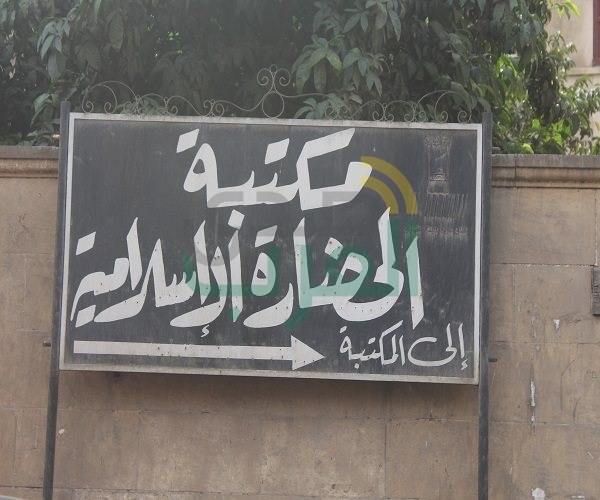 مكتبة
الحضارة الإسلامية
إلى المكتبة